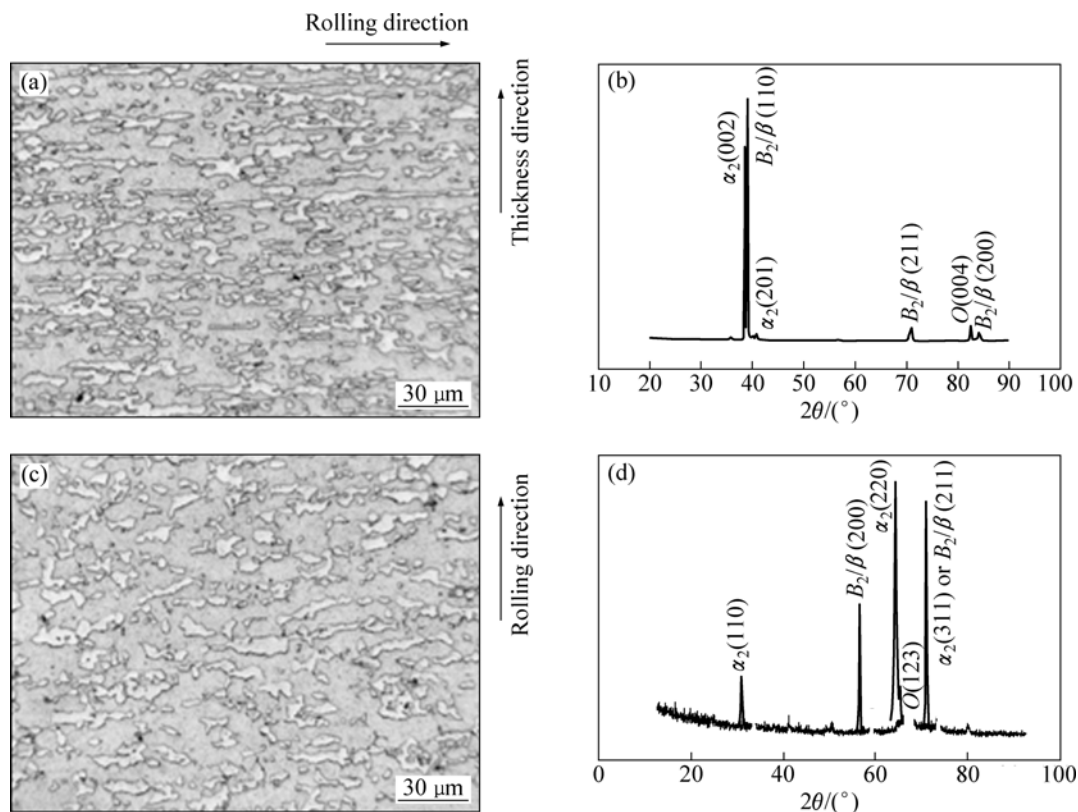 Rolling direction
(a)
Thickness direction
30 μm
(b)
α₂(002)
B₂/β (110)
α₂(201)
B₂/β (211)
O(004)
B₂/β (200)
10 20 30 40 50 60 70 80 90 100
2θ/(°)
(c)
Rolling direction
30 μm
(d)
α₂(110)
B₂/β (200)
α₂(220)
O(123)
α₂(311) or B₂/β (211)
0 20 40 60 80 100
2θ/(°)